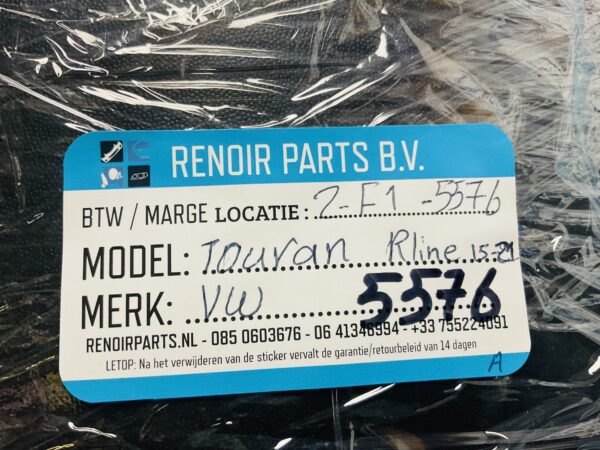 RENOIR PARTS B.V.
BTW / MARGE LOCATIE : 2-F1 -5576
MODEL: Touran Rline 15-21
MERK: VW 5576
RENOIRPARTS.NL - 085 0603676 - 06 41346994 - +33 755224091
LETOP: Na het verwijderen van de sticker vervalt de garantie/retourbeleid van 14 dagen
A